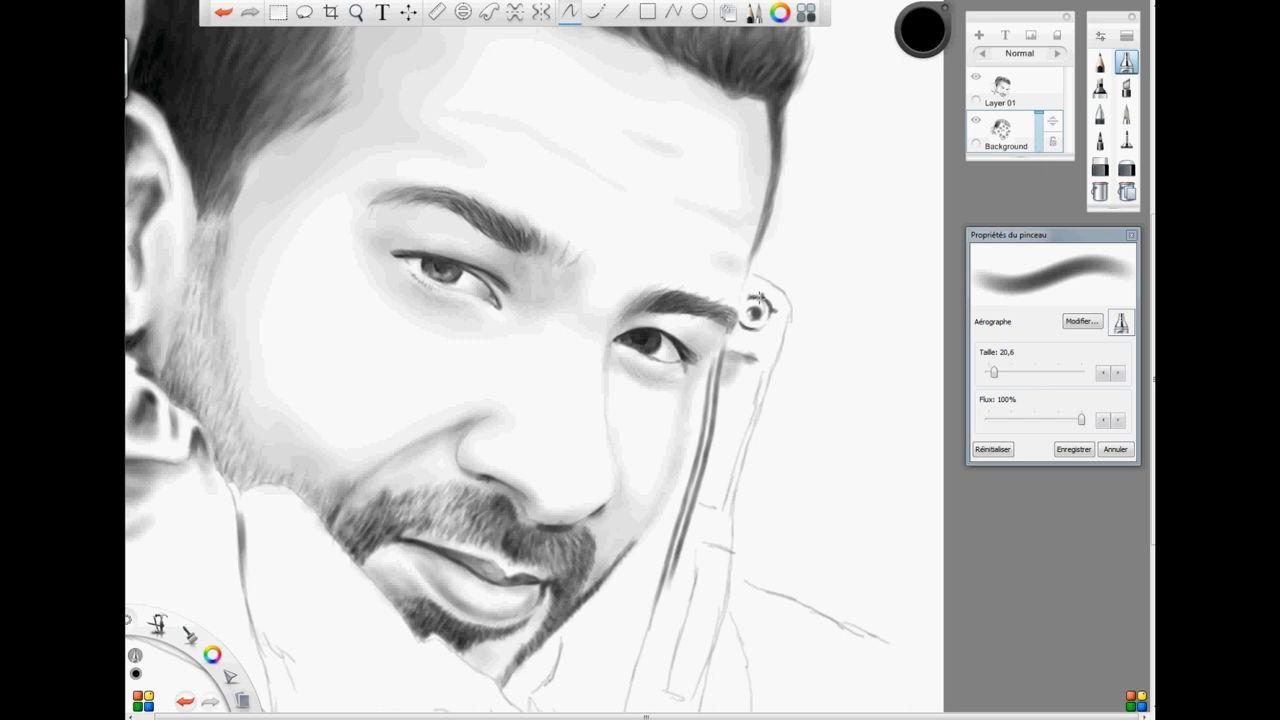 T
T
Normal
Layer 01
Background
Propriétés du pinceau
Aérographe
Modifier...
Taille: 20,6
Flux: 100%
Réinitialiser
Enregistrer
Annuler